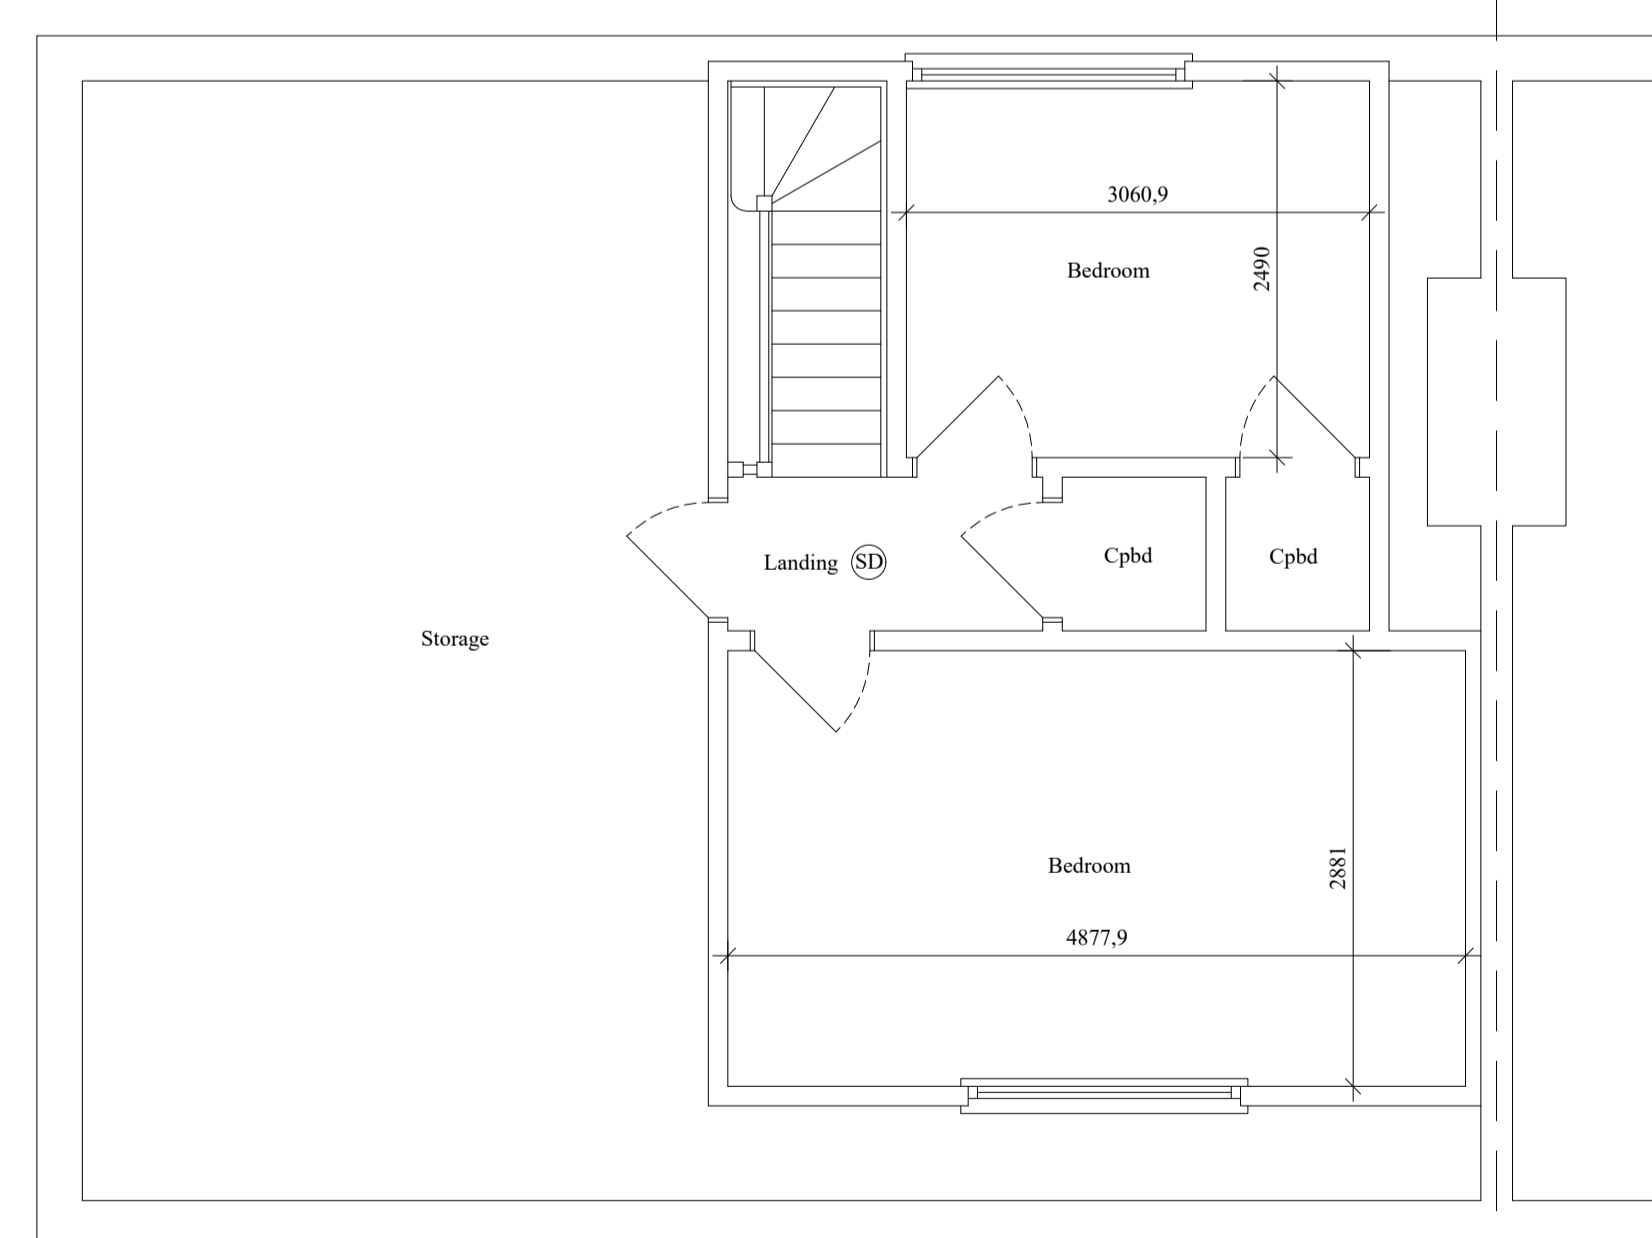 3060,9
Bedroom
2490
Landing
SD
Cpbd
Cpbd
Storage
Bedroom
2881
4877,9